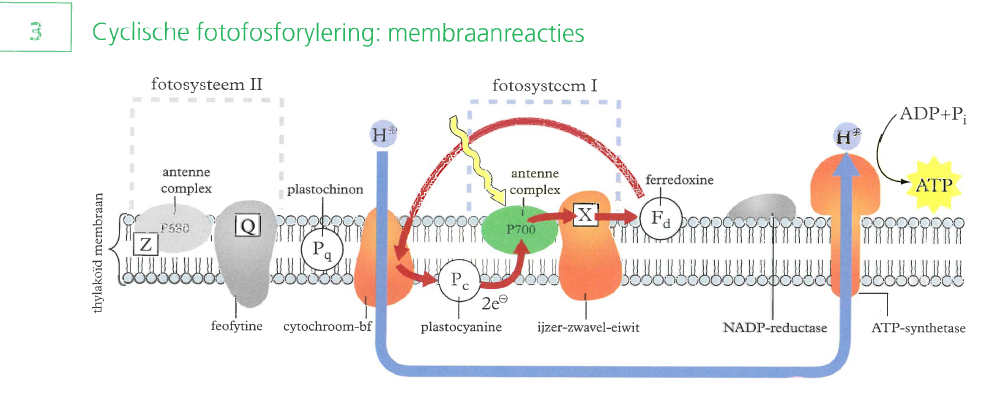 3
Cyclische fotofosforylering: membraanreacties
fotosysteem II
fotosysteem I
ADP+Pi
H⊕
H⊕
antenne
complex
plastochinon
antenne
complex
ferredoxine
ATP
thylakoïd membraan
P680
Z
Q
Pq
P700
X
Fd
Pc
2e⊖
feofytine
cytochroom-bf
plastocyanine
ijzer-zwavel-eiwit
NADP-reductase
ATP-synthetase